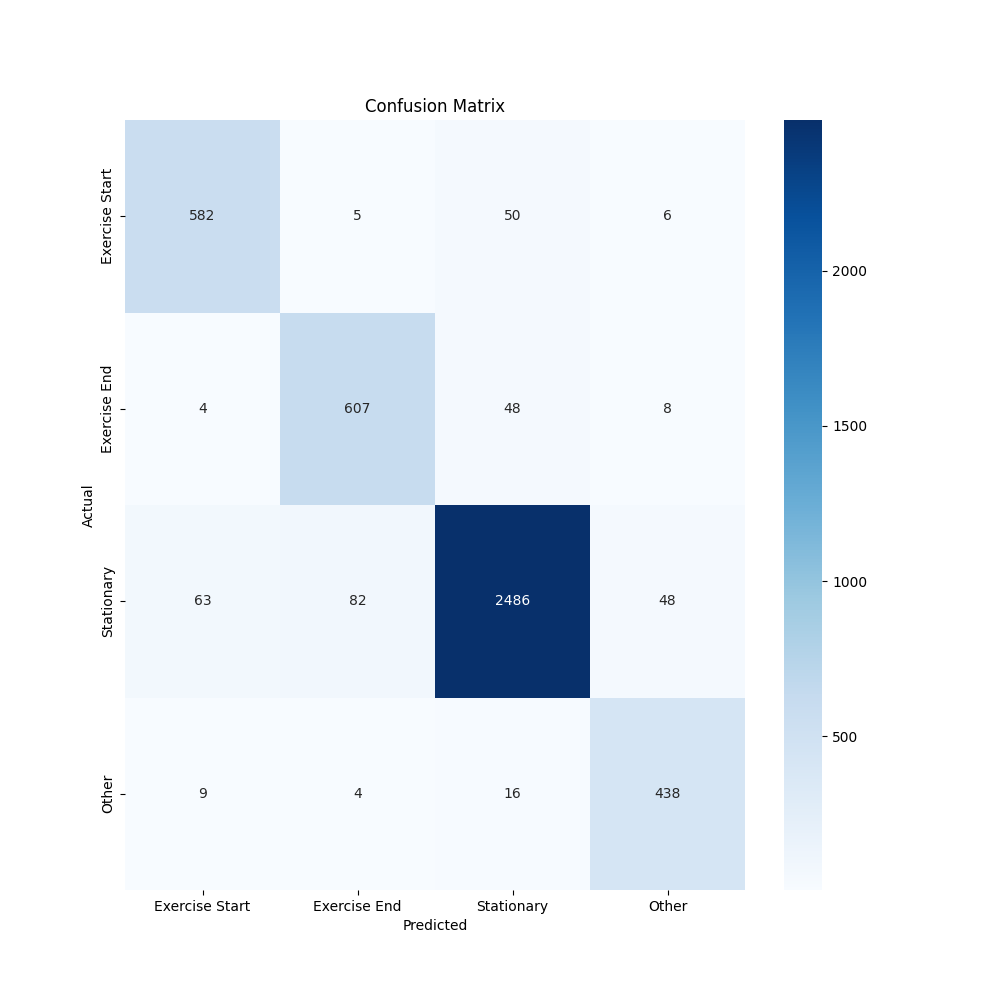 Confusion Matrix
Actual
Exercise Start
582 5 50 6
Exercise End
4 607 48 8
Stationary
63 82 2486 48
Other
9 4 16 438
Exercise Start Exercise End Stationary Other
Predicted
2000
1500
1000
500